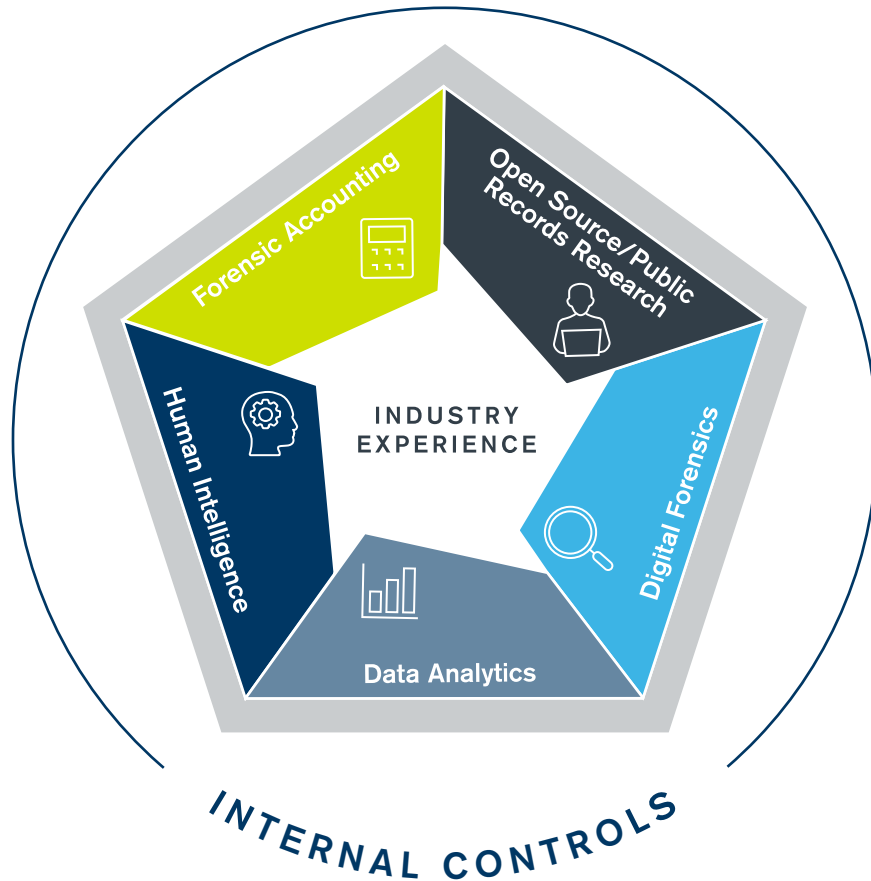 Forensic Accounting
Open Source/Public
Records Research
Human Intelligence
INDUSTRY
EXPERIENCE
Digital Forensics
Data Analytics
INTERNAL CONTROLS